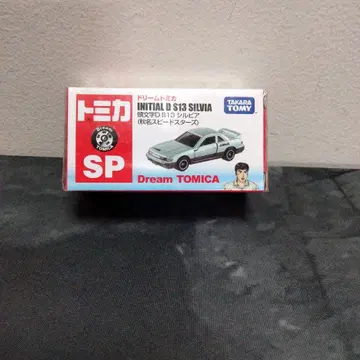 トミカ
SP
ドリームトミカ
INITIAL D S13 SILVIA
頭文字D S13 シルビア
(秋名スピードスターズ)
TAKARA
TOMY
Dream TOMICA